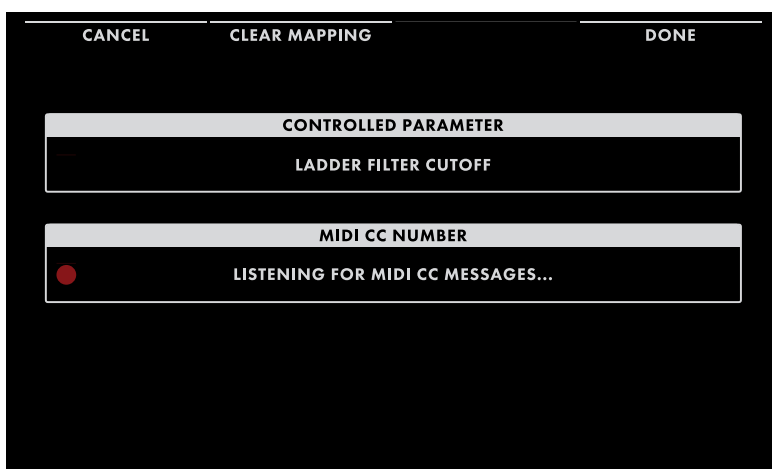 CANCEL CLEAR MAPPING DONE
CONTROLLED PARAMETER
LADDER FILTER CUTOFF
MIDI CC NUMBER
LISTENING FOR MIDI CC MESSAGES...